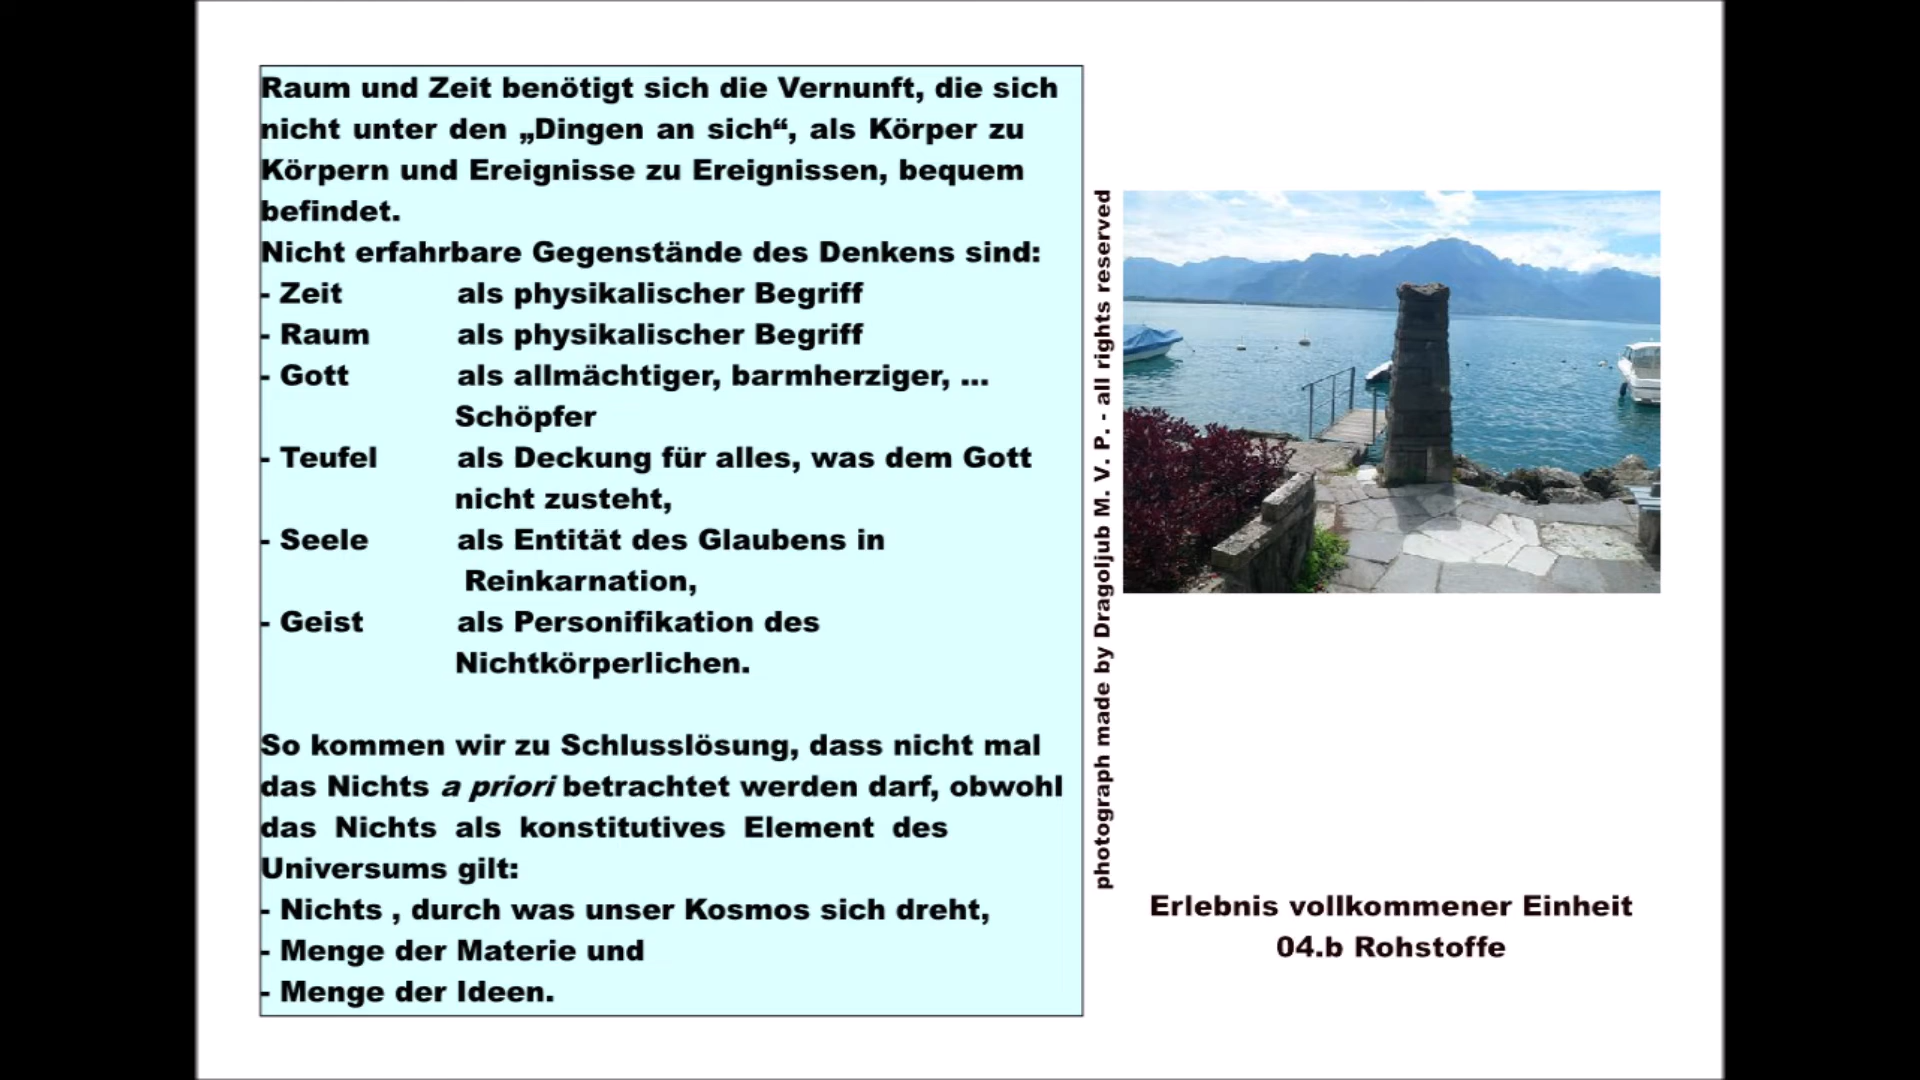 Raum und Zeit benötigt sich die Vernunft, die sich
nicht unter den „Dingen an sich“, als Körper zu
Körpern und Ereignisse zu Ereignissen, bequem
befindet.
Nicht erfahrbare Gegenstände des Denkens sind:
- Zeit als physikalischer Begriff
- Raum als physikalischer Begriff
- Gott als allmächtiger, barmherziger, ...
Schöpfer
- Teufel als Deckung für alles, was dem Gott
nicht zusteht,
- Seele als Entität des Glaubens in
Reinkarnation,
- Geist als Personifikation des
Nichtkörperlichen.
So kommen wir zu Schlusslösung, dass nicht mal
das Nichts a priori betrachtet werden darf, obwohl
das Nichts als konstitutives Element des
Universums gilt:
- Nichts , durch was unser Kosmos sich dreht,
- Menge der Materie und
- Menge der Ideen.
photograph made by Dragoljub M. V. P. - all rights reserved
Erlebnis vollkommener Einheit
04.b Rohstoffe